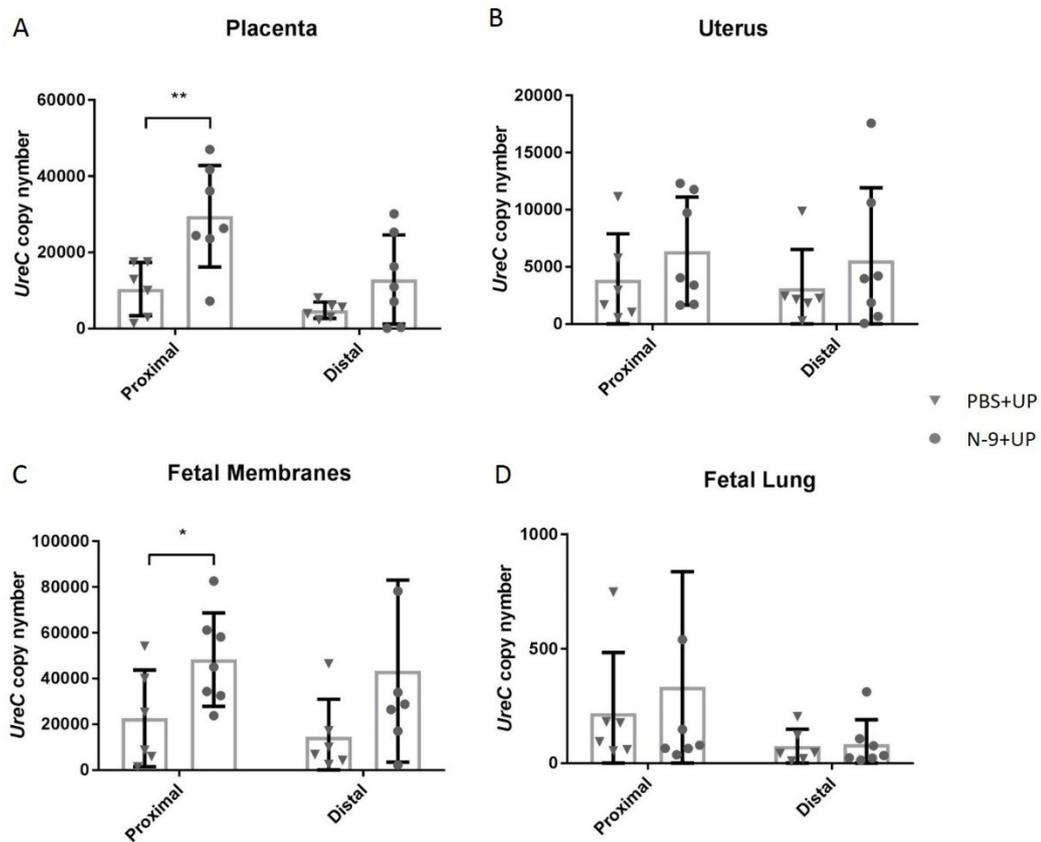 A
Placenta
UreC copy nymber
60000
40000
20000
0
**
Proximal
Distal
B
Uterus
UreC copy nymber
20000
15000
10000
5000
0
Proximal
Distal
PBS+UP
N-9+UP
C
Fetal Membranes
UreC copy nymber
100000
80000
60000
40000
20000
0
*
Proximal
Distal
D
Fetal Lung
UreC copy nymber
1000
500
0
Proximal
Distal